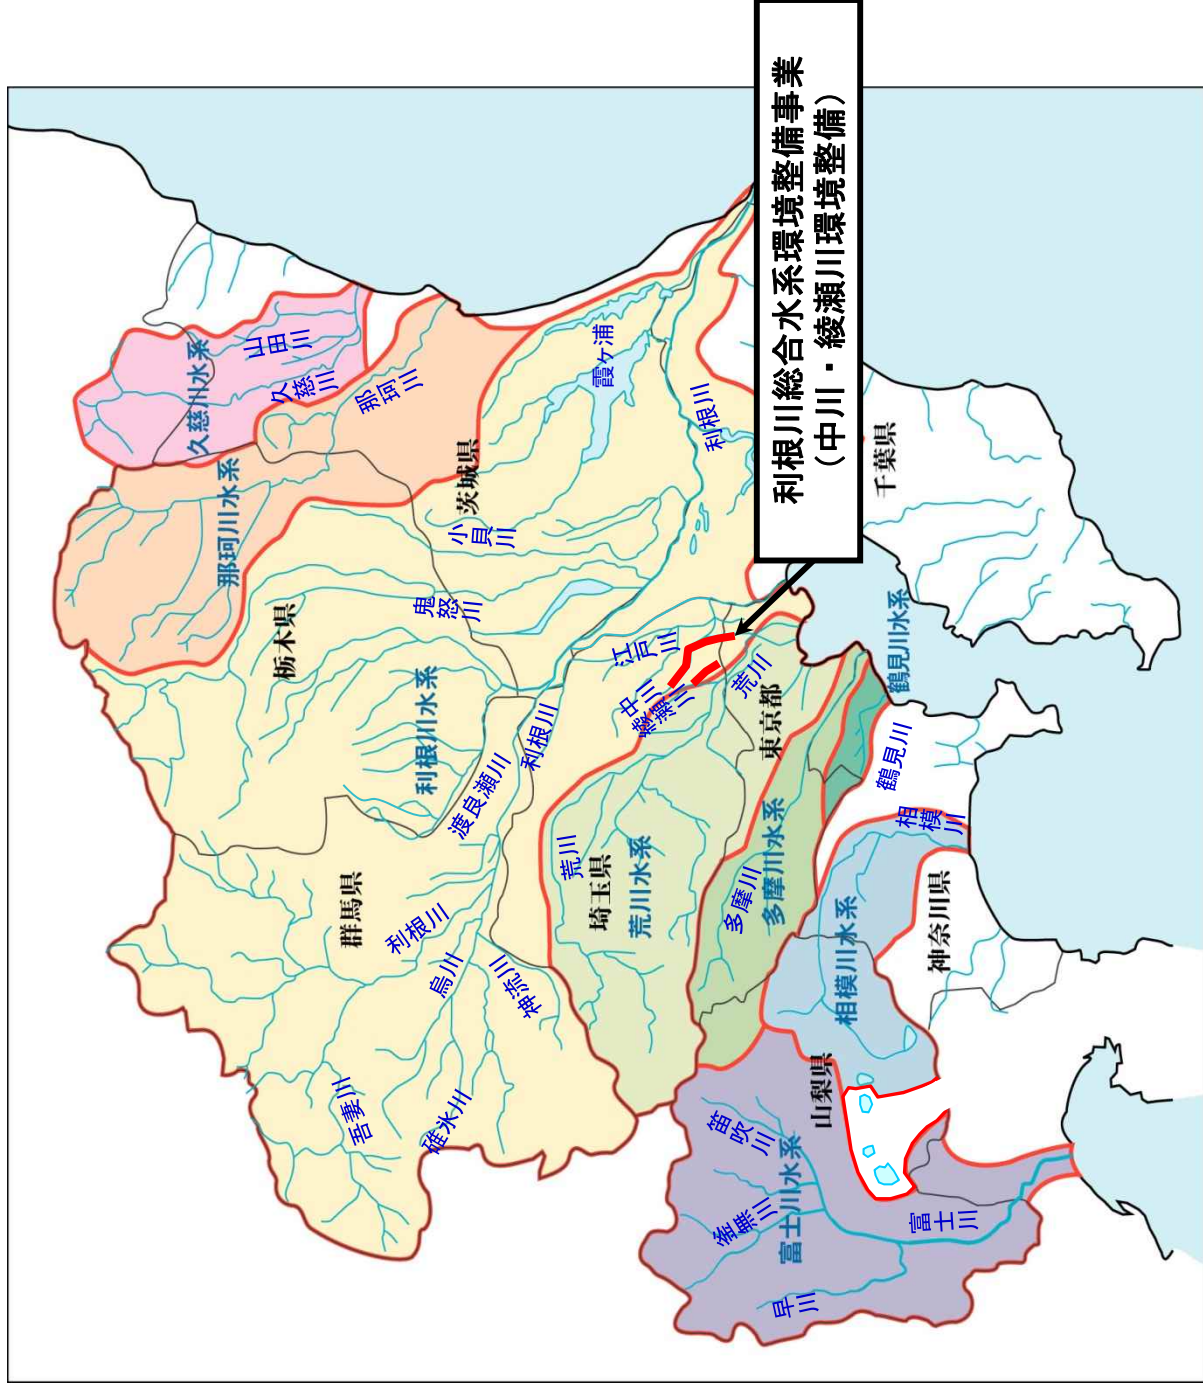 利根川総合水系環境整備事業
（中川・綾瀬川環境整備）
久慈川水系
山田川
久慈川
那珂川
那珂川水系
茨城県
霞ヶ浦
利根川
小貝川
鬼怒川
栃木県
利根川水系
江戸川
中川
綾瀬川
荒川
東京都
千葉県
鶴見川水系
鶴見川
渡良瀬川
利根川
群馬県
利根川
烏川
神流川
吾妻川
碓氷川
荒川
埼玉県
荒川水系
多摩川
多摩川水系
相模川
相模川水系
神奈川県
山梨県
笛吹川
富士川水系
釜無川
富士川
早川